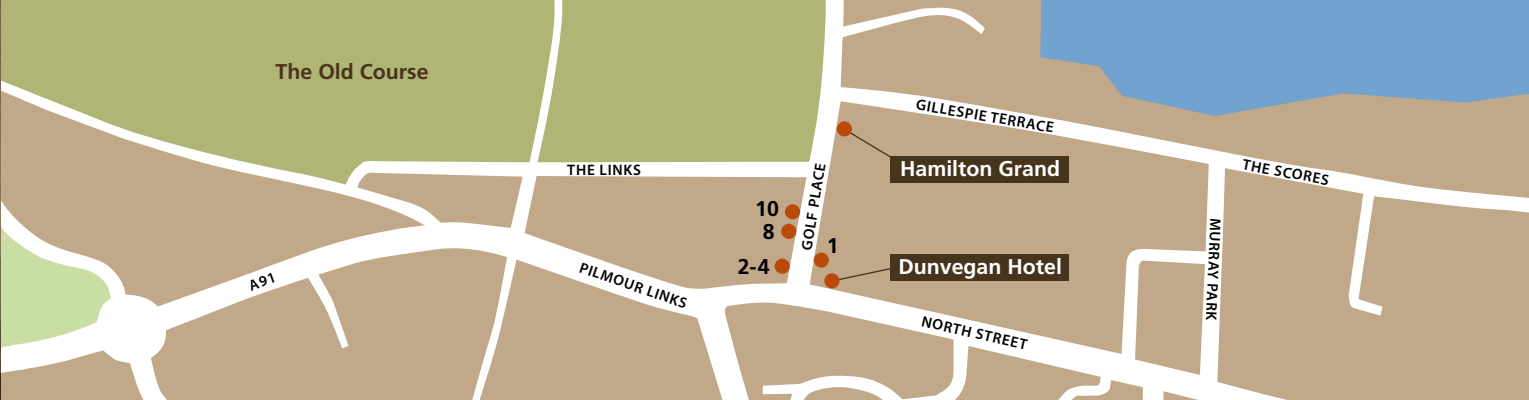 The Old Course
GILLESPIE TERRACE
Hamilton Grand
THE LINKS
THE SCORES
GOLF PLACE
10
8
1
2-4
Dunvegan Hotel
MURRAY PARK
A91
PILMOUR LINKS
NORTH STREET